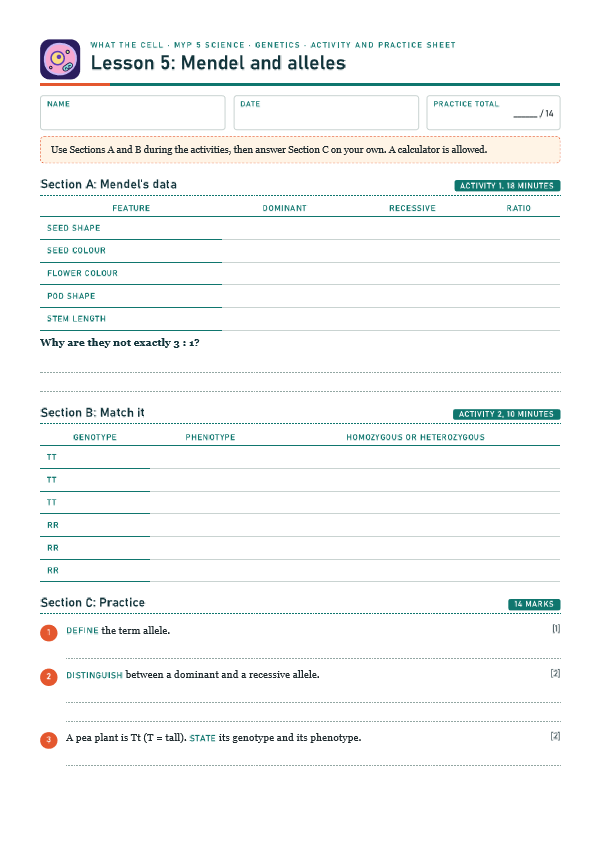 WHAT THE CELL · MYP 5 SCIENCE · GENETICS · ACTIVITY AND PRACTICE SHEET
Lesson 5: Mendel and alleles
NAME
DATE
PRACTICE TOTAL
_____ / 14
Use Sections A and B during the activities, then answer Section C on your own. A calculator is allowed.
Section A: Mendel's data
ACTIVITY 1, 18 MINUTES
FEATURE DOMINANT RECESSIVE RATIO
SEED SHAPE
SEED COLOUR
FLOWER COLOUR
POD SHAPE
STEM LENGTH
Why are they not exactly 3 : 1?
Section B: Match it
ACTIVITY 2, 10 MINUTES
GENOTYPE PHENOTYPE HOMOZYGOUS OR HETEROZYGOUS
TT
TT
TT
RR
RR
RR
Section C: Practice
14 MARKS
1 DEFINE the term allele. [1]
2 DISTINGUISH between a dominant and a recessive allele. [2]
3 A pea plant is Tt (T = tall). STATE its genotype and its phenotype. [2]